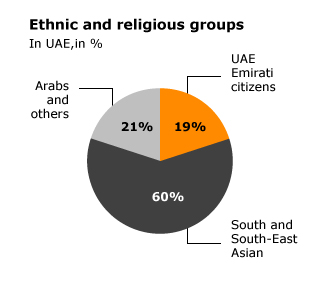 Ethnic and religious groups
In UAE,in %
UAE
Emirati
citizens
Arabs
and
others
21%
19%
60%
South and
South-East
Asian